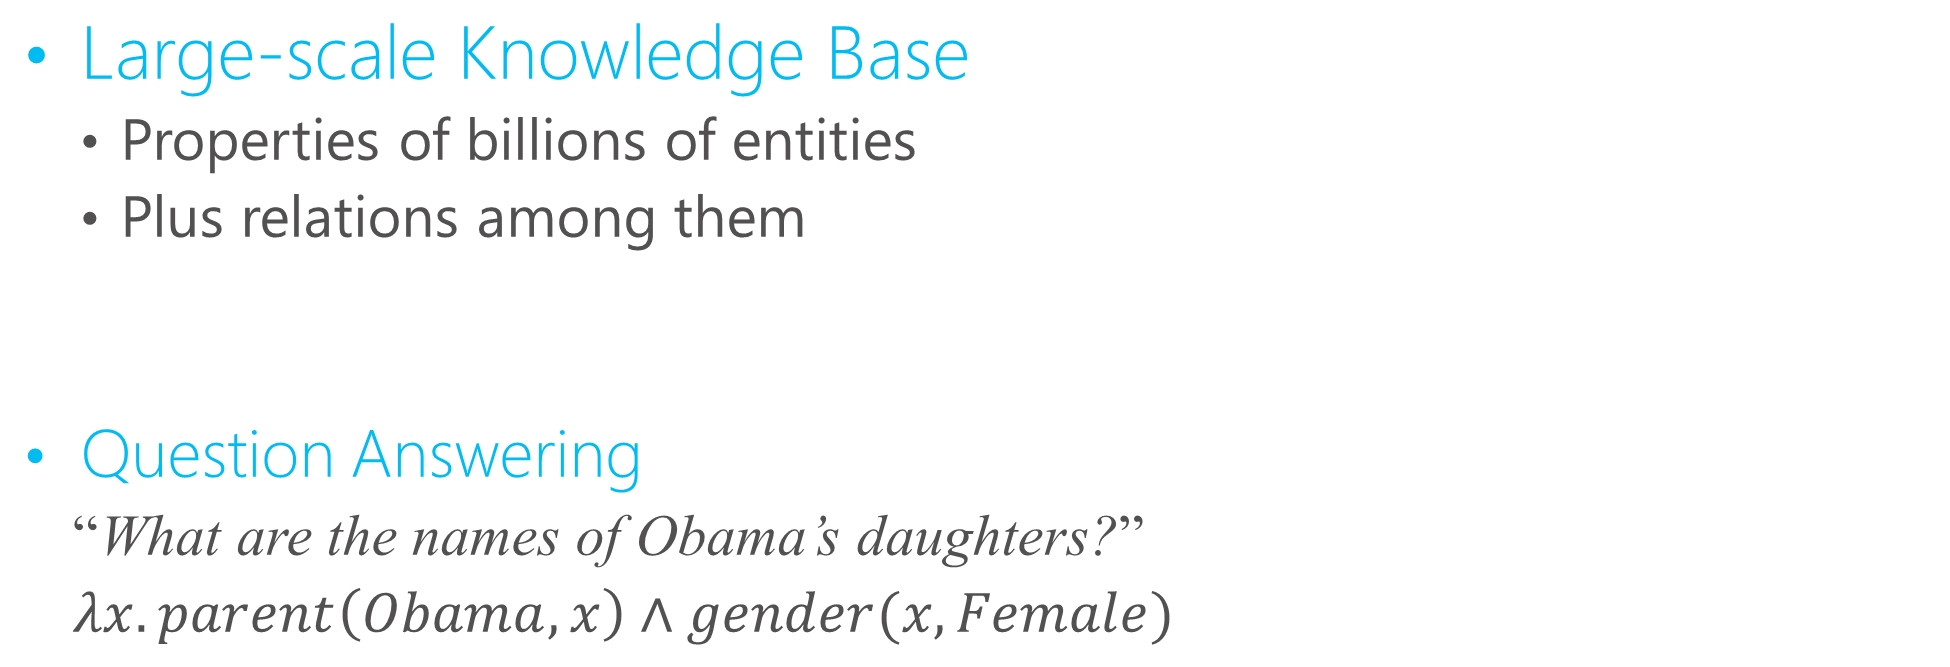 • Large-scale Knowledge Base
• Properties of billions of entities
• Plus relations among them
• Question Answering
“What are the names of Obama’s daughters?”
λx.parent(Obama, x) ∧ gender(x, Female)